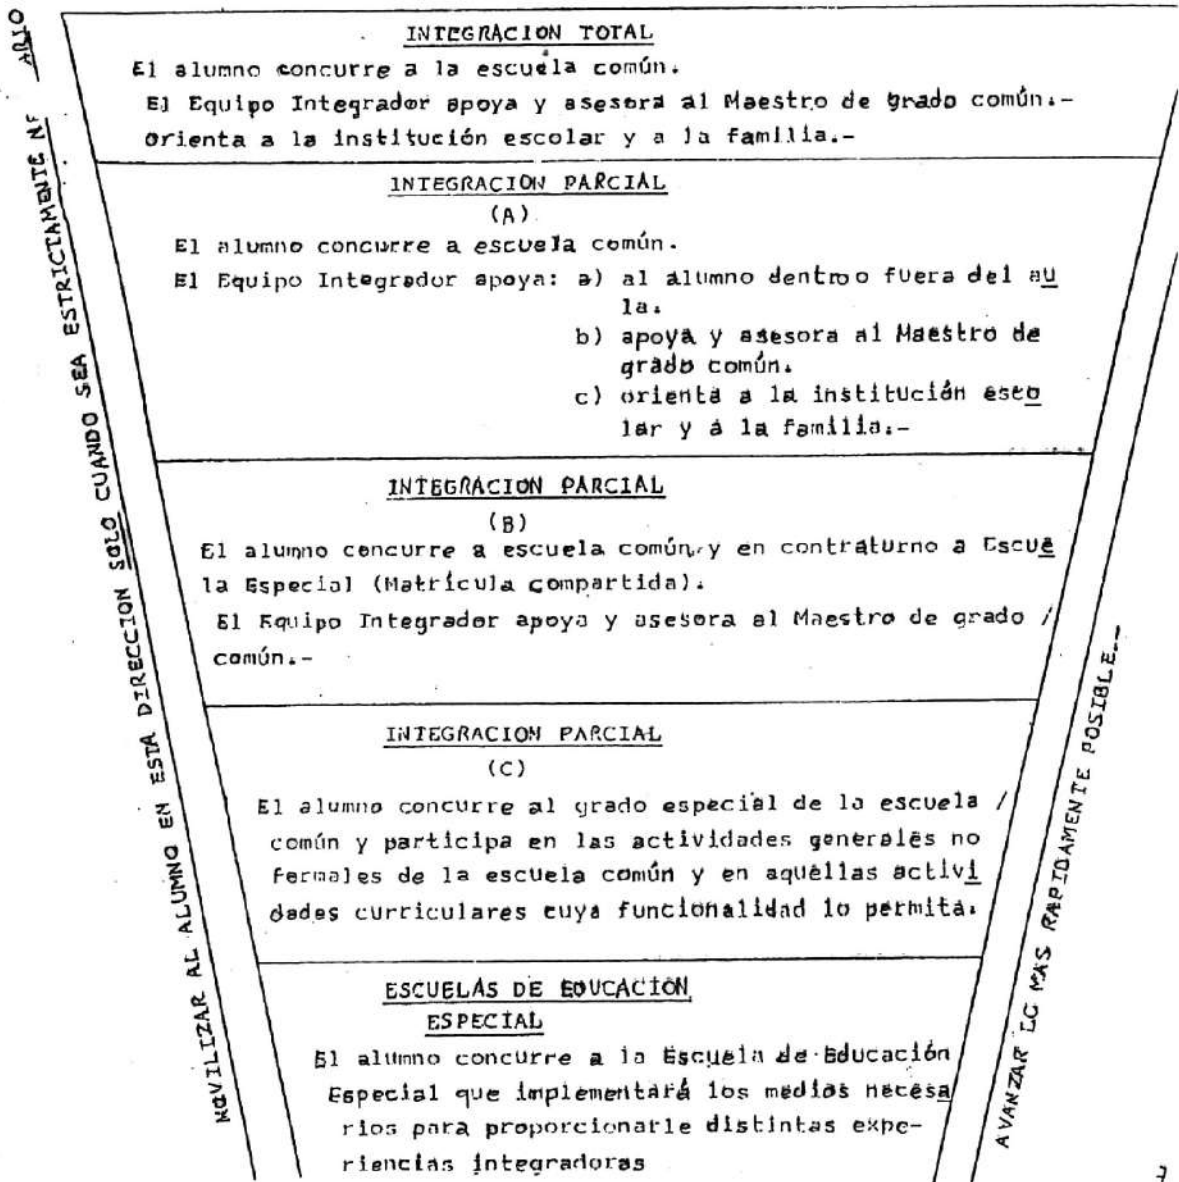 INTEGRACION TOTAL
El alumno concurre a la escuela común.
El Equipo Integrador apoya y asesora al Maestro de grado común.-
orienta a la institución escolar y a la familia.-
INTEGRACION PARCIAL
(A)
El alumno concurre a escuela común.
El Equipo Integrador apoya: a) al alumno dentro o fuera del au
la.
b) apoya y asesora al Maestro de
grado común.
c) orienta a la institución esco
lar y a la familia.-
INTEGRACION PARCIAL
(B)
El alumno concurre a escuela común, y en contraturno a Escue
la Especial (Matrícula compartida).
El Equipo Integrador apoya y asesora al Maestro de grado /
común.-
INTEGRACION PARCIAL
(C)
El alumno concurre al grado especial de la escuela /
común y participa en las actividades generales no
formales de la escuela común y en aquellas activi
dades curriculares cuya funcionalidad lo permita.
ESCUELAS DE EDUCACIÓN
ESPECIAL
El alumno concurre a la Escuela de Educación
Especial que implementará los medios necesa
rios para proporcionarle distintas expe-
riencias integradoras
MOVILIZAR AL ALUMNO EN ESTA DIRECCION SOLO CUANDO SEA ESTRICTAMENTE NE ARIO
AVANZAR LO MAS RAPIDAMENTE POSIBLE.--